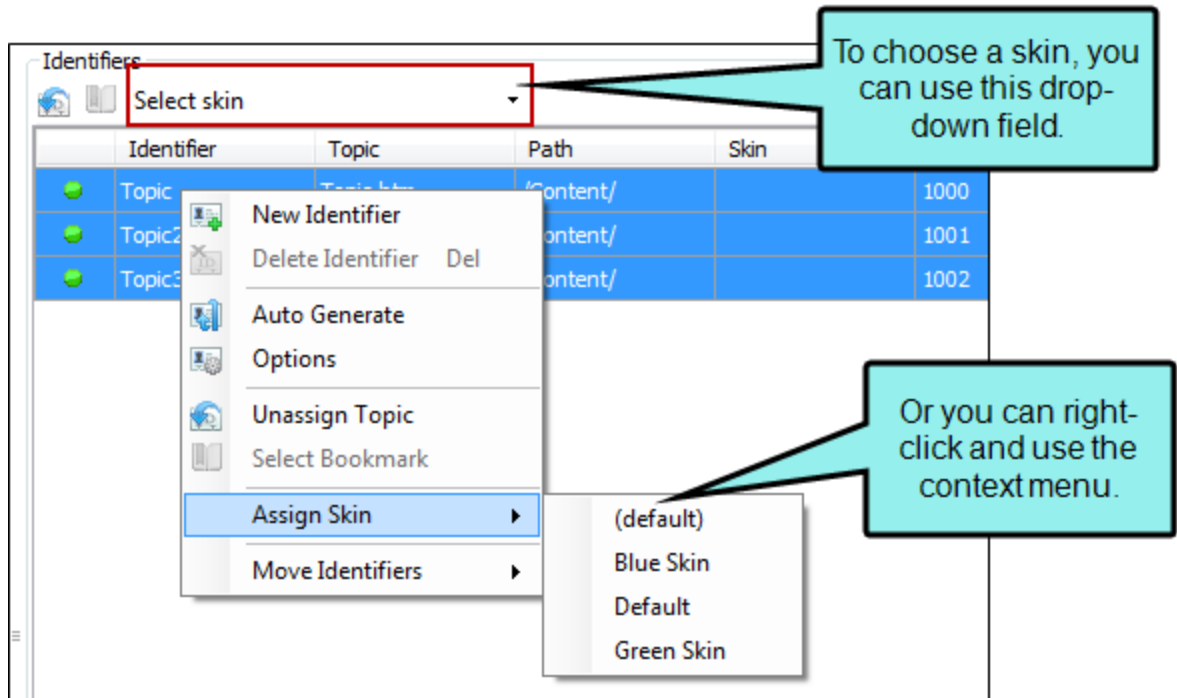 To choose a skin, you
can use this drop-
down field.
Identifiers
Select skin
Identifier Topic Path Skin
Topic Topic.htm /Content/ 1000
Topic2 1001
Topic3 1002
New Identifier
Delete Identifier Del
Auto Generate
Options
Unassign Topic
Select Bookmark
Assign Skin
Move Identifiers
(default)
Blue Skin
Default
Green Skin
Or you can right-
click and use the
context menu.